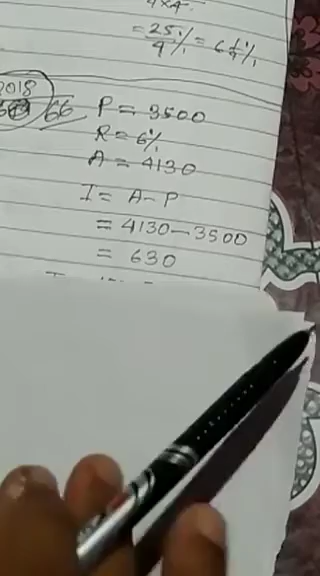 = 25/4 % = 6 1/4 %
2018
66 P = 3500
R = 6%
A = 4130
I = A - P
= 4130 - 3500
= 630